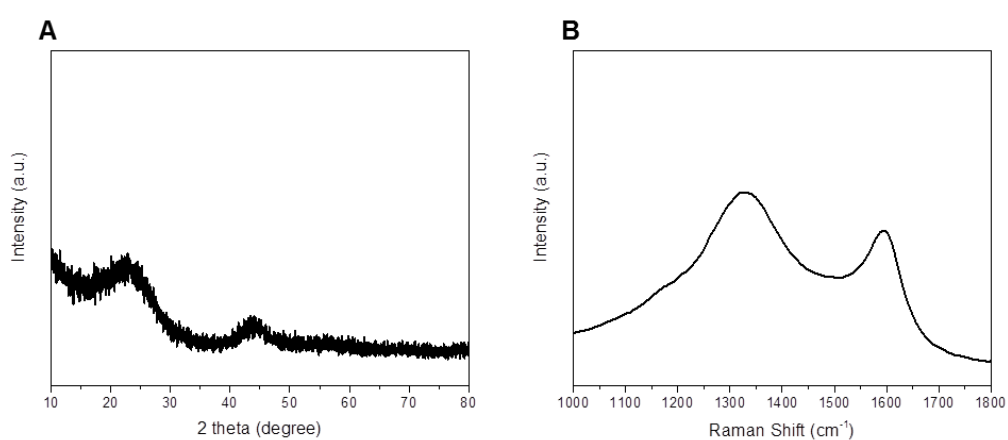 A
Intensity (a.u.)
10 20 30 40 50 60 70 80
2 theta (degree)
B
Intensity (a.u.)
1000 1100 1200 1300 1400 1500 1600 1700 1800
Raman Shift (cm⁻¹)